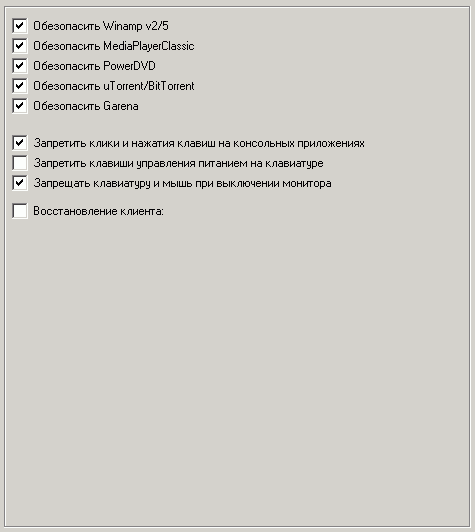 Обезопасить Winamp v2/5
Обезопасить MediaPlayerClassic
Обезопасить PowerDVD
Обезопасить uTorrent/BitTorrent
Обезопасить Garena
Запретить клики и нажатия клавиш на консольных приложениях
Запретить клавиши управления питанием на клавиатуре
Запрещать клавиатуру и мышь при выключении монитора
Восстановление клиента: